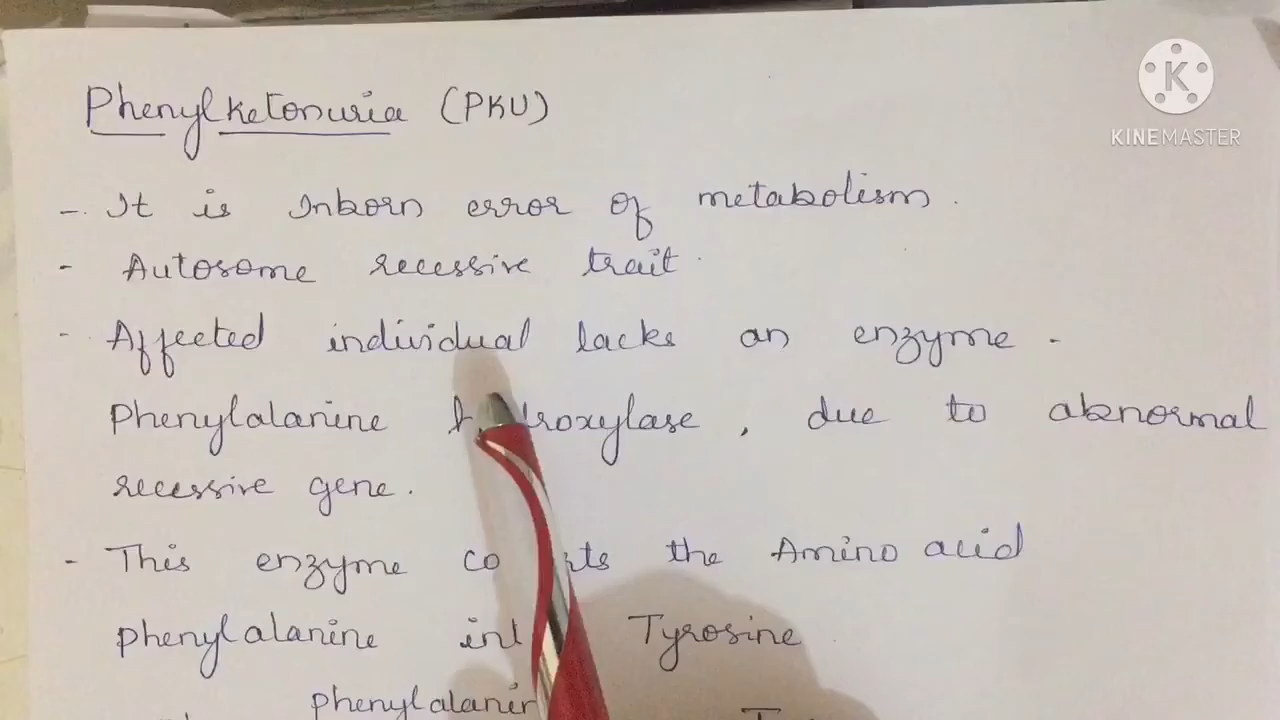 Phenylketonuria (PKU)
K
KINEMASTER
- It is Inborn error of metabolism.
- Autosome recessive trait.
- Affected individual lacks an enzyme.
Phenylalanine , due to abnormal
recessive gene.
- This enzyme the Amino acid
phenylalanine Tyrosine